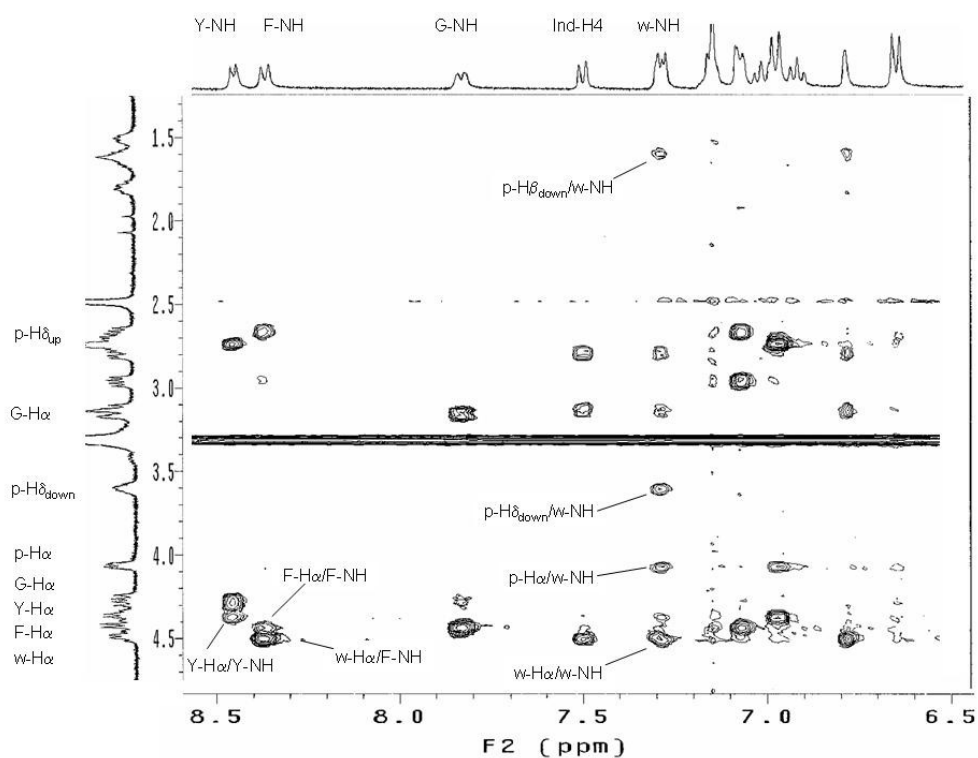 Y-NH F-NH G-NH Ind-H4 w-NH
1.5
p-Hβdown/w-NH
2.0
2.5
p-Hδup
3.0
G-Hα
3.5
p-Hδdown
p-Hδdown/w-NH
p-Hα
4.0
F-Hα/F-NH
p-Hα/w-NH
G-Hα
Y-Hα
F-Hα
4.5
w-Hα
Y-Hα/Y-NH
w-Hα/F-NH
w-Hα/w-NH
8.5 8.0 7.5 7.0 6.5
F2 (ppm)